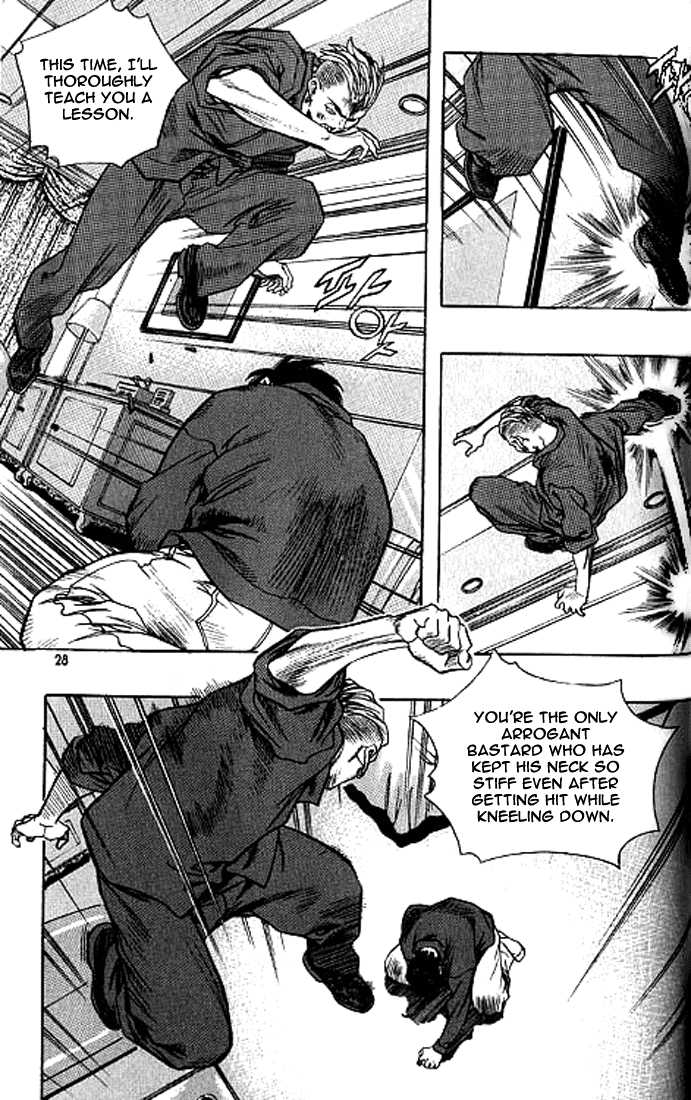 THIS TIME, I'LL
THOROUGHLY
TEACH YOU A
LESSON.
28
YOU'RE THE ONLY
ARROGANT
BASTARD WHO HAS
KEPT HIS NECK SO
STIFF EVEN AFTER
GETTING HIT WHILE
KNEELING DOWN.